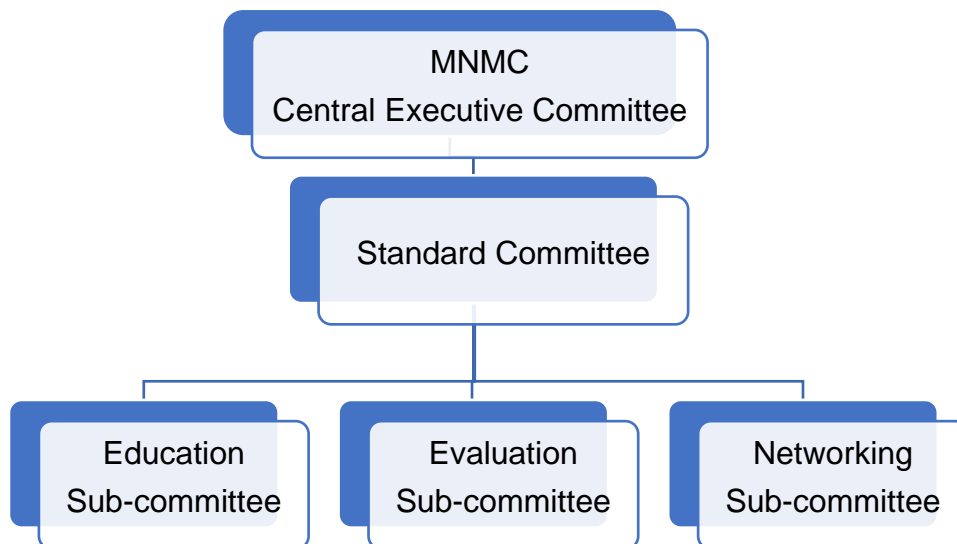 MNMC
Central Executive Committee
Standard Committee
Education
Sub-committee
Evaluation
Sub-committee
Networking
Sub-committee